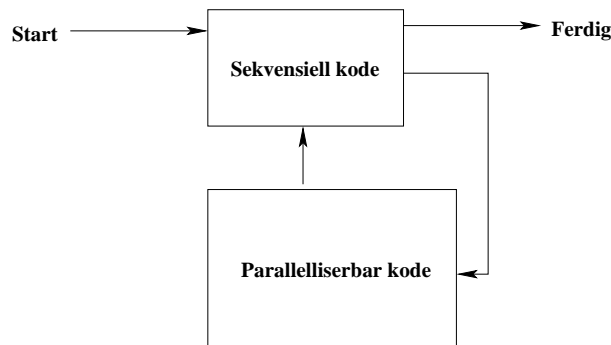 Start
Ferdig
Sekvensiell kode
Parallelliserbar kode